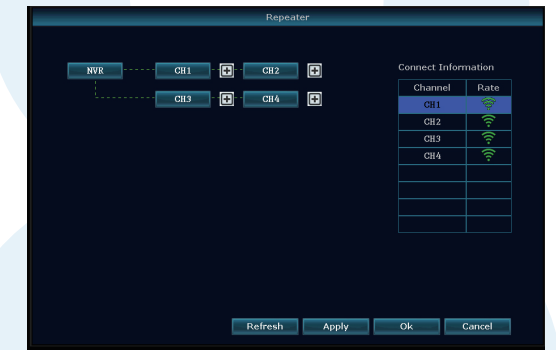 Repeater
NVR CH1 CH2
CH3 CH4
Connect Information
Channel Rate
CH1
CH2
CH3
CH4
Refresh Apply Ok Cancel